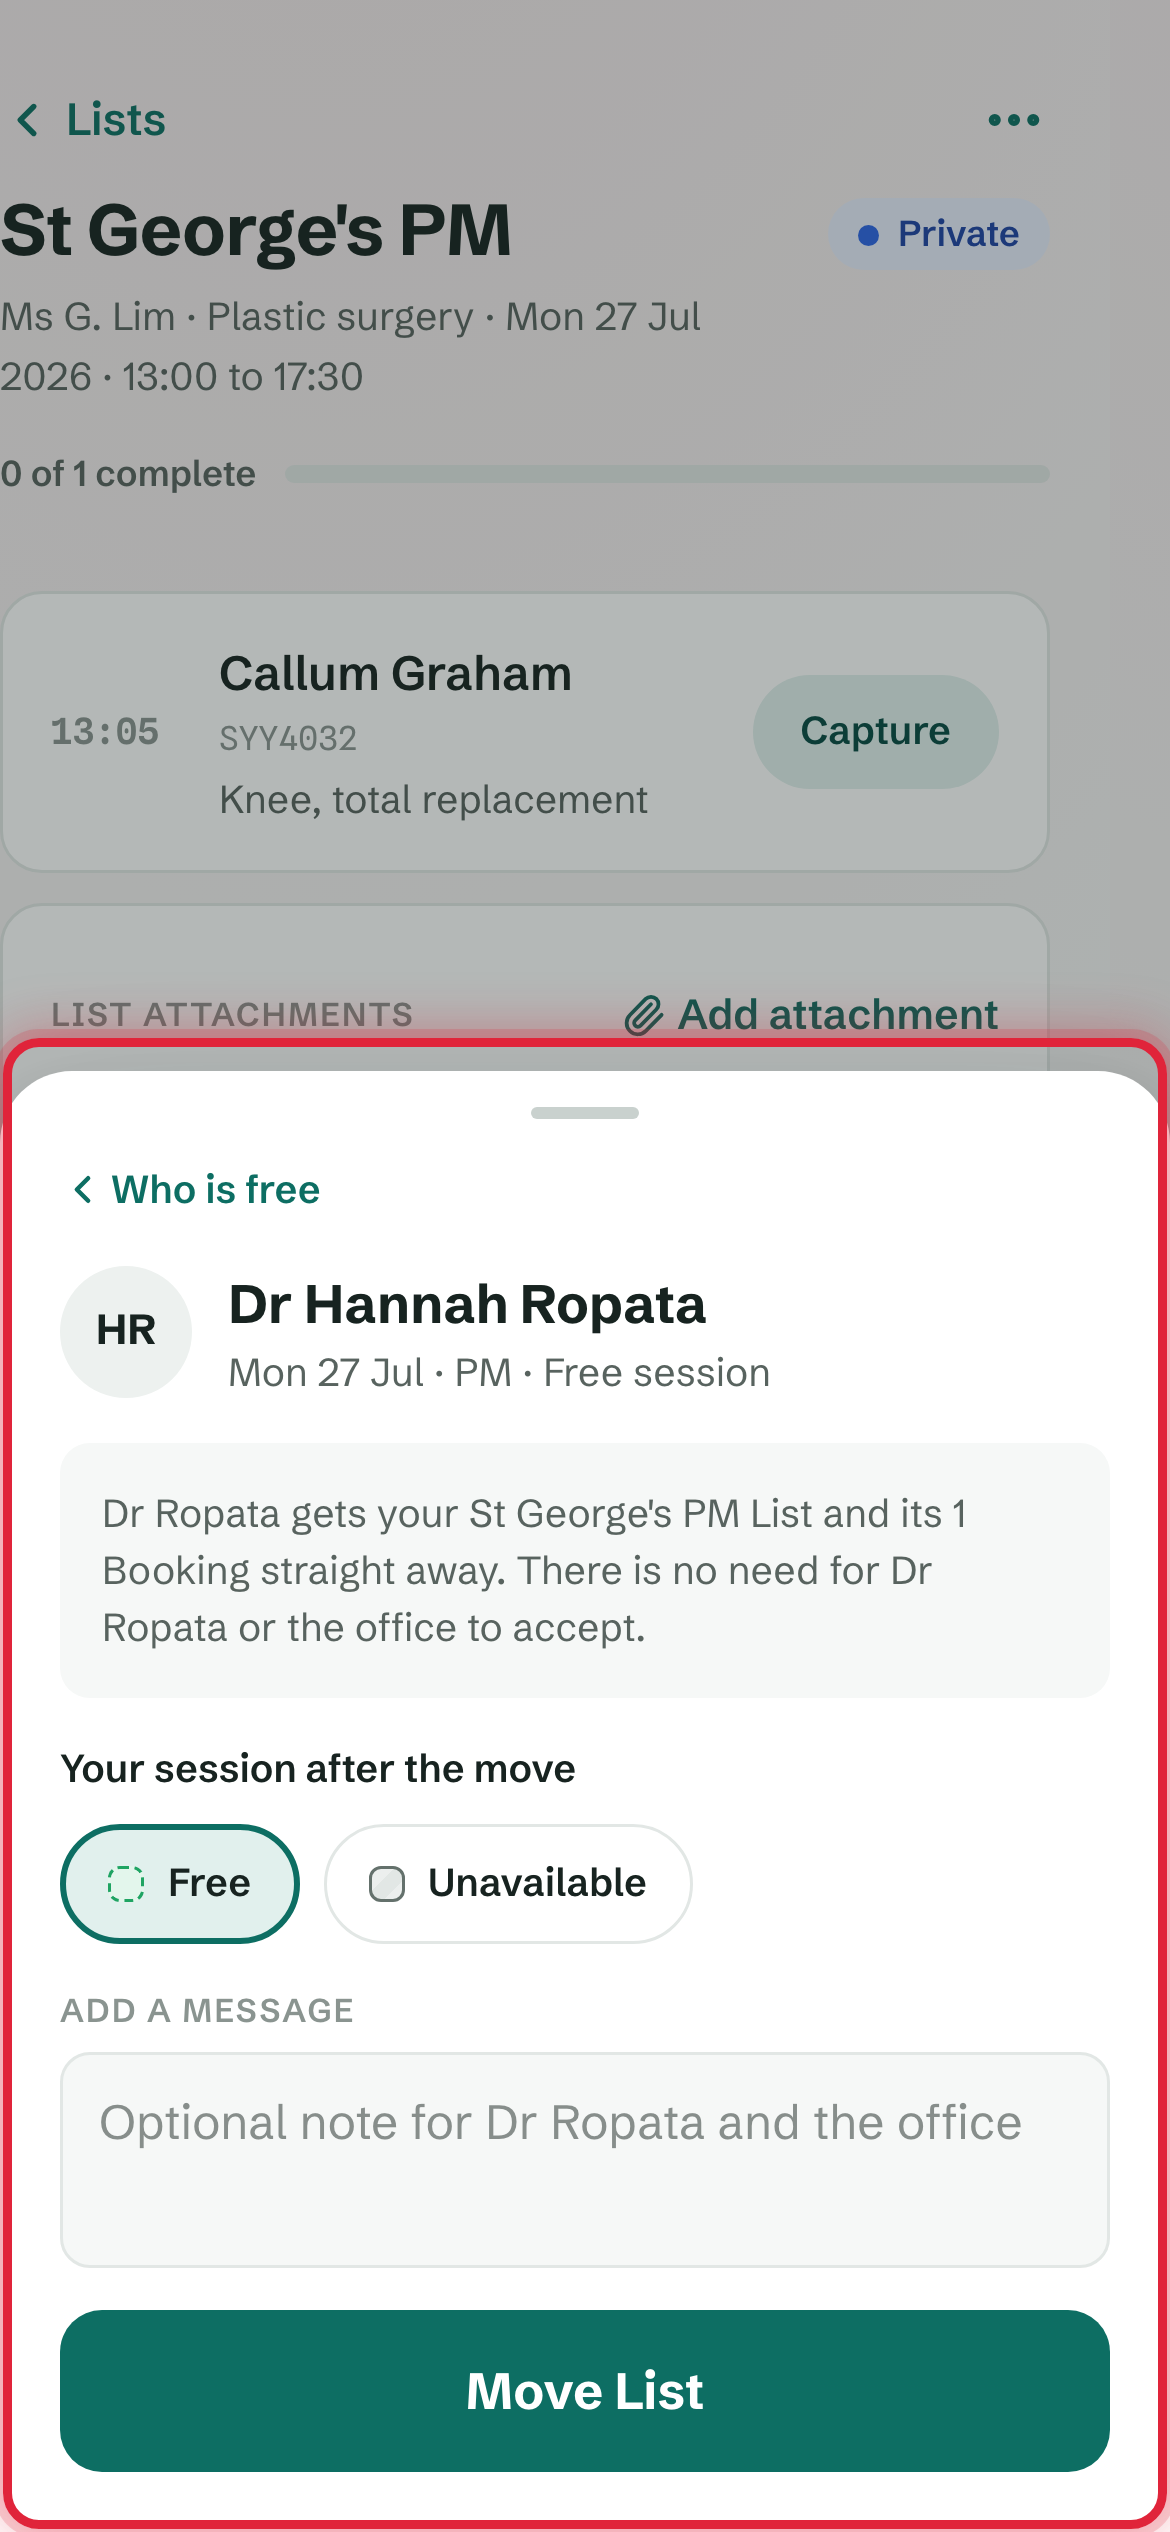 Lists
St George's PM
Private
Ms G. Lim · Plastic surgery · Mon 27 Jul
2026 · 13:00 to 17:30
0 of 1 complete
Callum Graham
13:05
SYY4032
Capture
Knee, total replacement
LIST ATTACHMENTS
Add attachment
Who is free
HR
Dr Hannah Ropata
Mon 27 Jul · PM · Free session
Dr Ropata gets your St George's PM List and its 1
Booking straight away. There is no need for Dr
Ropata or the office to accept.
Your session after the move
Free
Unavailable
ADD A MESSAGE
Optional note for Dr Ropata and the office
Move List